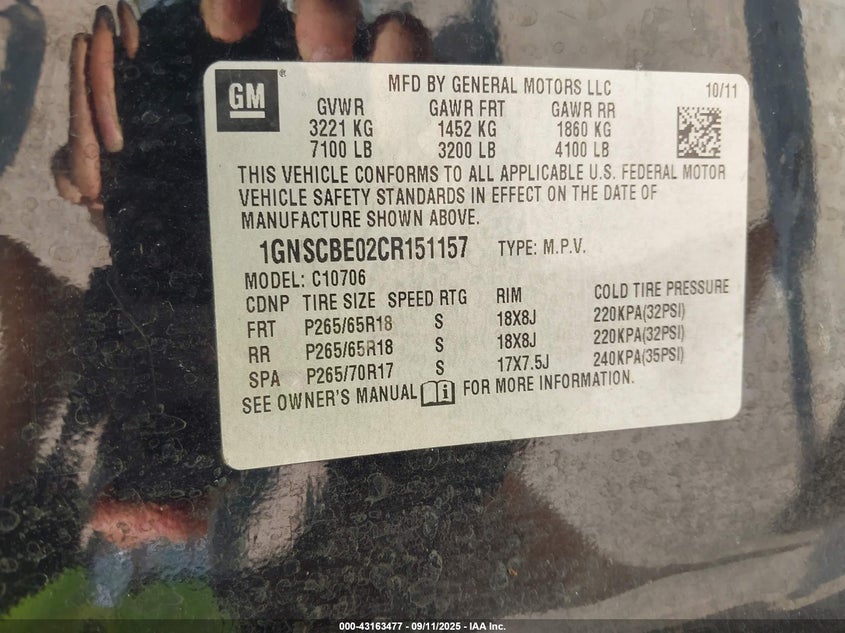 GM ® MFD BY GENERAL MOTORS LLC 10/11
GVWR GAWR FRT GAWR RR
3221 KG 1452 KG 1860 KG
7100 LB 3200 LB 4100 LB
THIS VEHICLE CONFORMS TO ALL APPLICABLE U.S. FEDERAL MOTOR
VEHICLE SAFETY STANDARDS IN EFFECT ON THE DATE OF
MANUFACTURE SHOWN ABOVE.
1GNSCBE02CR151157 TYPE: M.P.V.
MODEL: C10706
CDNP TIRE SIZE SPEED RTG RIM COLD TIRE PRESSURE
FRT P265/65R18 S 18X8J 220KPA(32PSI)
RR P265/65R18 S 18X8J 220KPA(32PSI)
SPA P265/70R17 S 17X7.5J 240KPA(35PSI)
SEE OWNER'S MANUAL i FOR MORE INFORMATION.
000-43163477 - 09/11/2025 - IAA Inc.